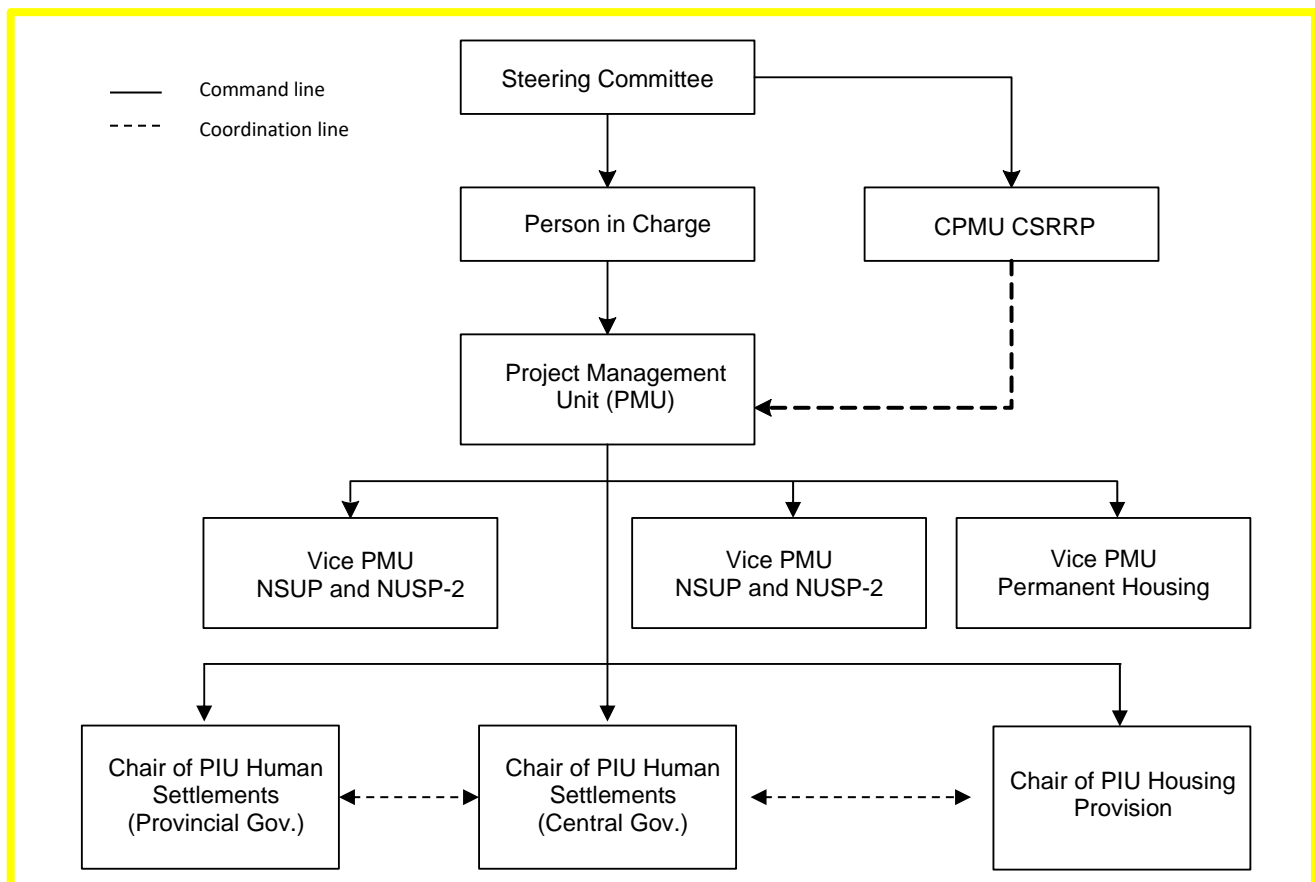 Steering Committee
Command line
Coordination line
Person in Charge
CPMU CSRRP
Project Management
Unit (PMU)
Vice PMU
NSUP and NUSP-2
Vice PMU
NSUP and NUSP-2
Vice PMU
Permanent Housing
Chair of PIU Human
Settlements
(Provincial Gov.)
Chair of PIU Human
Settlements
(Central Gov.)
Chair of PIU Housing
Provision